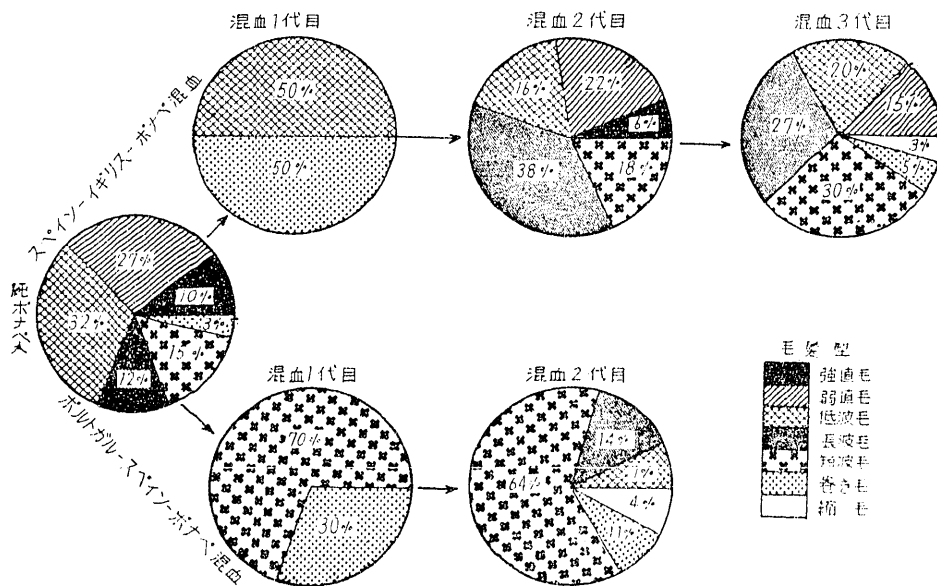 混血1代目
混血2代目
混血3代目
スペイン-イギリス-ポナペ混血
50%
50%
16%
22%
6%
38%
18%
20%
15%
27%
3%
5%
30%
純ポナペ
27%
10%
32%
3%
15%
12%
ポルトガル-スペイン-ポナペ混血
混血1代目
混血2代目
70%
30%
14%
7%
64%
4%
11%
毛髪型
強直毛
弱直毛
低波毛
長波毛
短波毛
巻き毛
縮毛